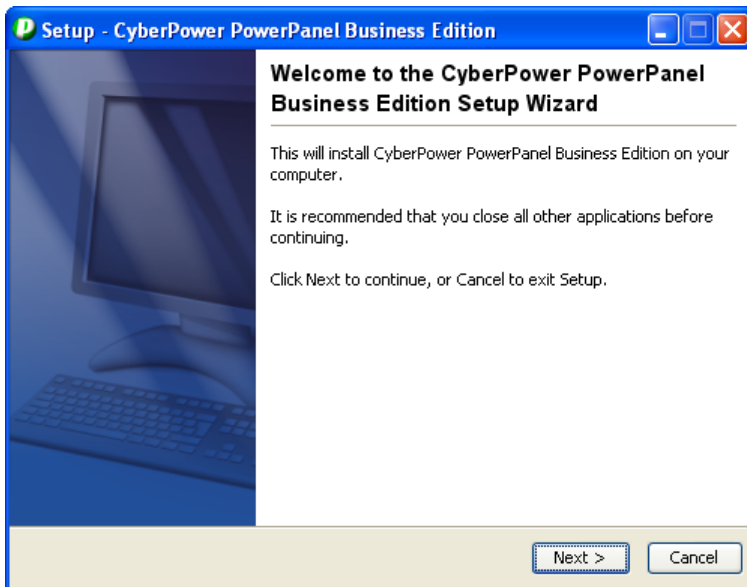 Setup - CyberPower PowerPanel Business Edition
Welcome to the CyberPower PowerPanel
Business Edition Setup Wizard
This will install CyberPower PowerPanel Business Edition on your
computer.
It is recommended that you close all other applications before
continuing.
Click Next to continue, or Cancel to exit Setup.
Next >
Cancel